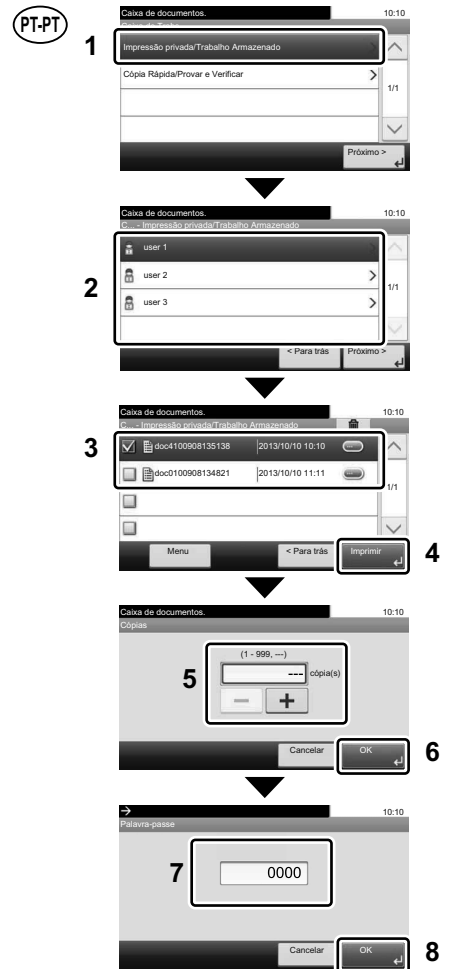 PT-PT
1
Caixa de documentos. 10:10
Impressão privada/Trabalho Armazenado
Cópia Rápida/Provar e Verificar
1/1
Próximo >
2
Caixa de documentos. 10:10
C... - Impressão privada/Trabalho Armazenado
user 1
user 2
1/1
user 3
< Para trás Próximo >
3
Caixa de documentos. 10:10
C... - Impressão privada/Trabalho Armazenado
doc4100908135138 2013/10/10 10:10
doc0100908134821 2013/10/10 11:11
1/1
Menu < Para trás Imprimir
4
Caixa de documentos. 10:10
Cópias
(1 - 999, ---)
5
--- cópia(s)
− +
Cancelar OK
6
10:10
Palavra-passe
7
0000
Cancelar OK
8